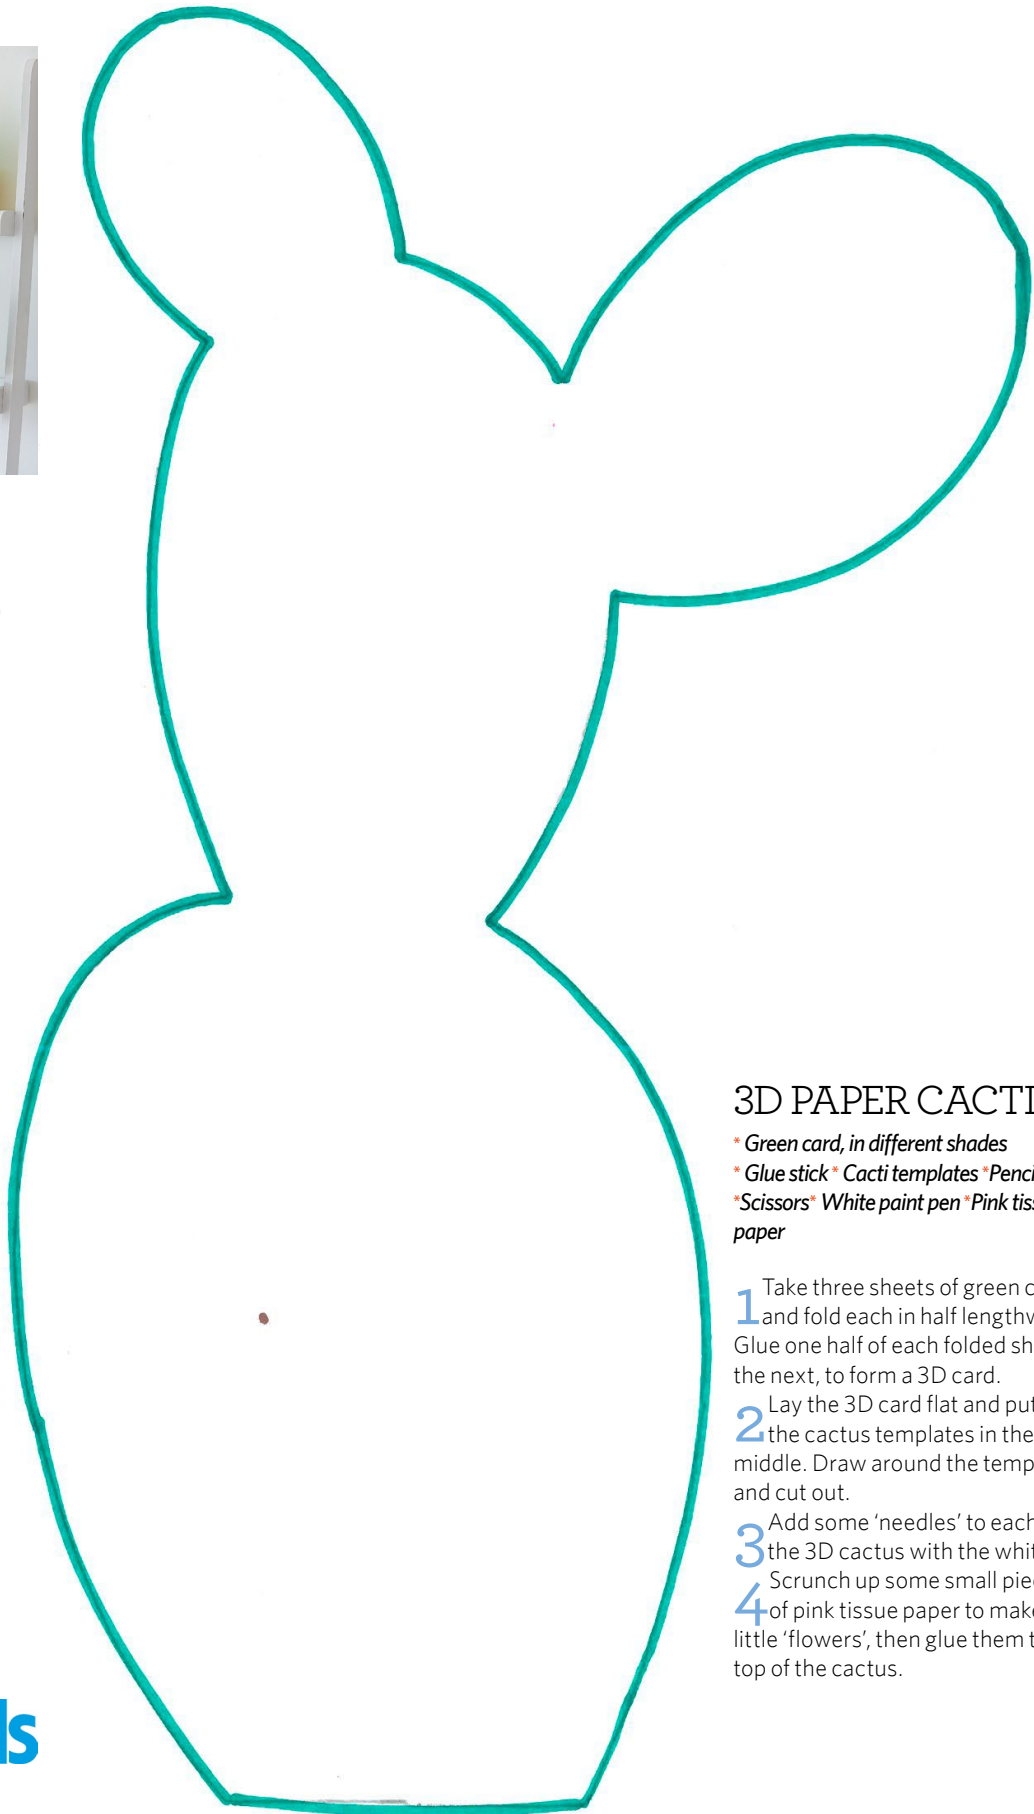 3D PAPER CACTI
* Green card, in different shades
* Glue stick * Cacti templates *Penci
*Scissors* White paint pen *Pink tiss
paper
1 Take three sheets of green c
and fold each in half lengthw
Glue one half of each folded sh
the next, to form a 3D card.
2 Lay the 3D card flat and put
the cactus templates in the
middle. Draw around the temp
and cut out.
3 Add some ‘needles’ to each
the 3D cactus with the whit
4 Scrunch up some small pie
of pink tissue paper to make
little ‘flowers’, then glue them t
top of the cactus.
ls